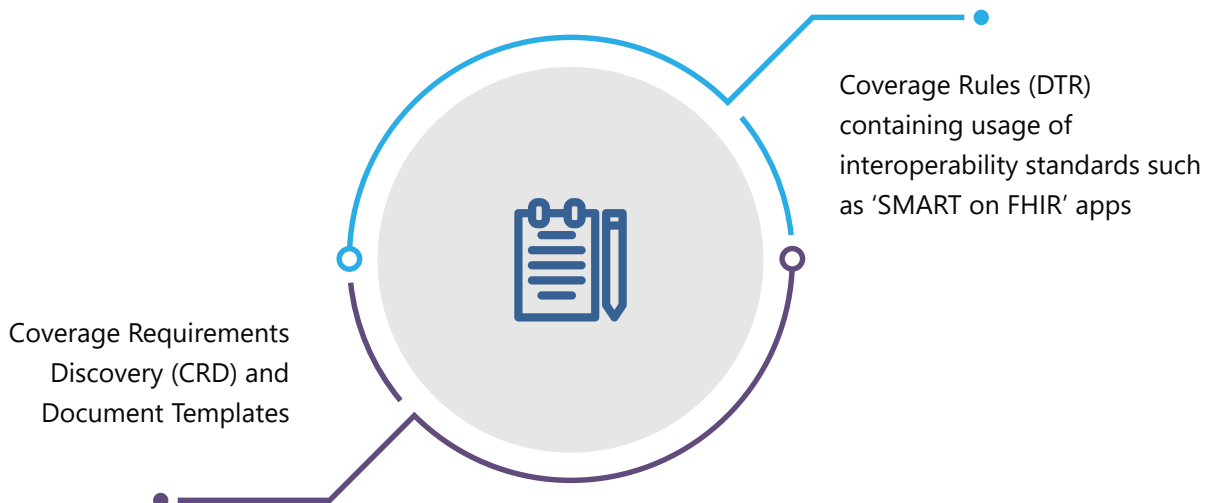 Coverage Rules (DTR)
containing usage of
interoperability standards such
as ‘SMART on FHIR’ apps
Coverage Requirements
Discovery (CRD) and
Document Templates